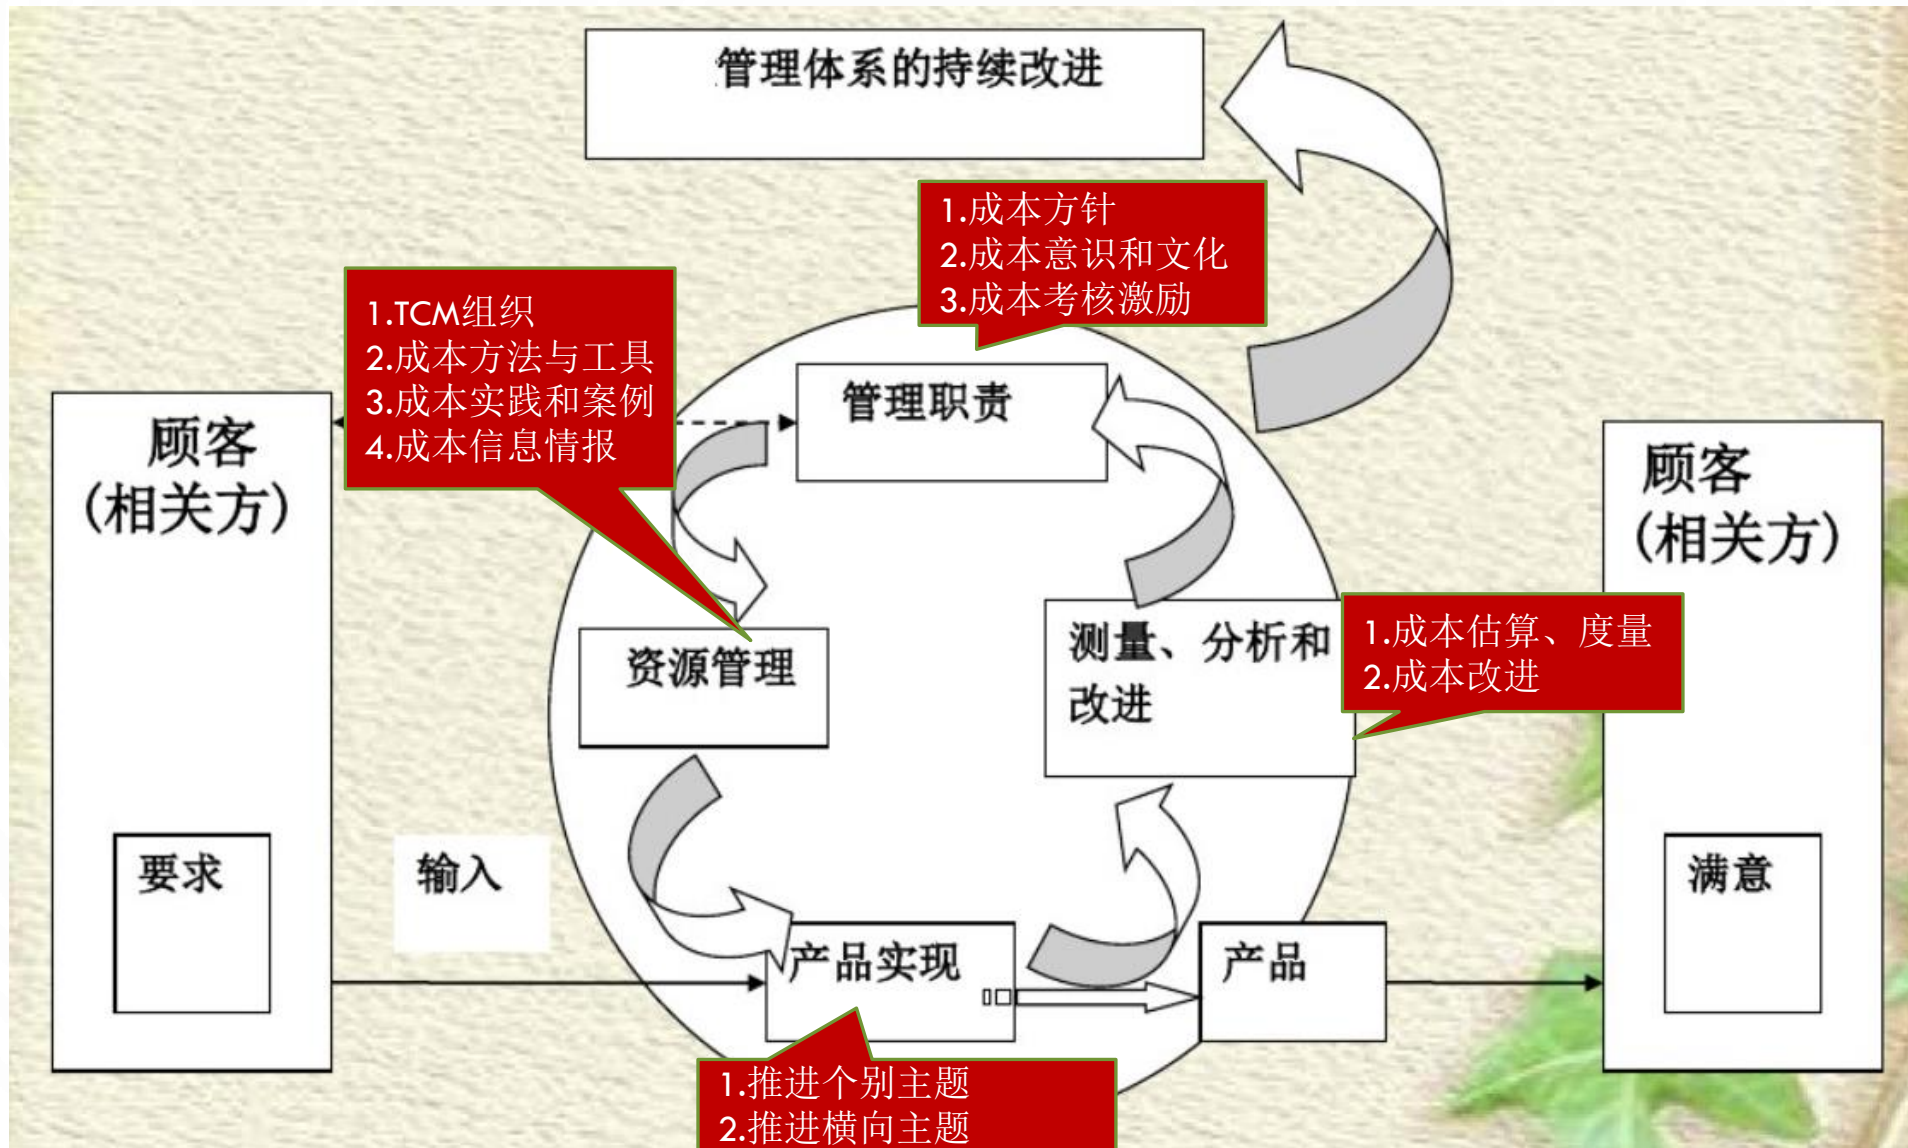 管理体系的持续改进
1.成本方针
2.成本意识和文化
3.成本考核激励
1.TCM组织
2.成本方法与工具
3.成本实践和案例
4.成本信息情报
管理职责
顾客
(相关方)
顾客
(相关方)
资源管理
测量、分析和
改进
1.成本估算、度量
2.成本改进
要求
输入
满意
产品实现
产品
1.推进个别主题
2.推进横向主题